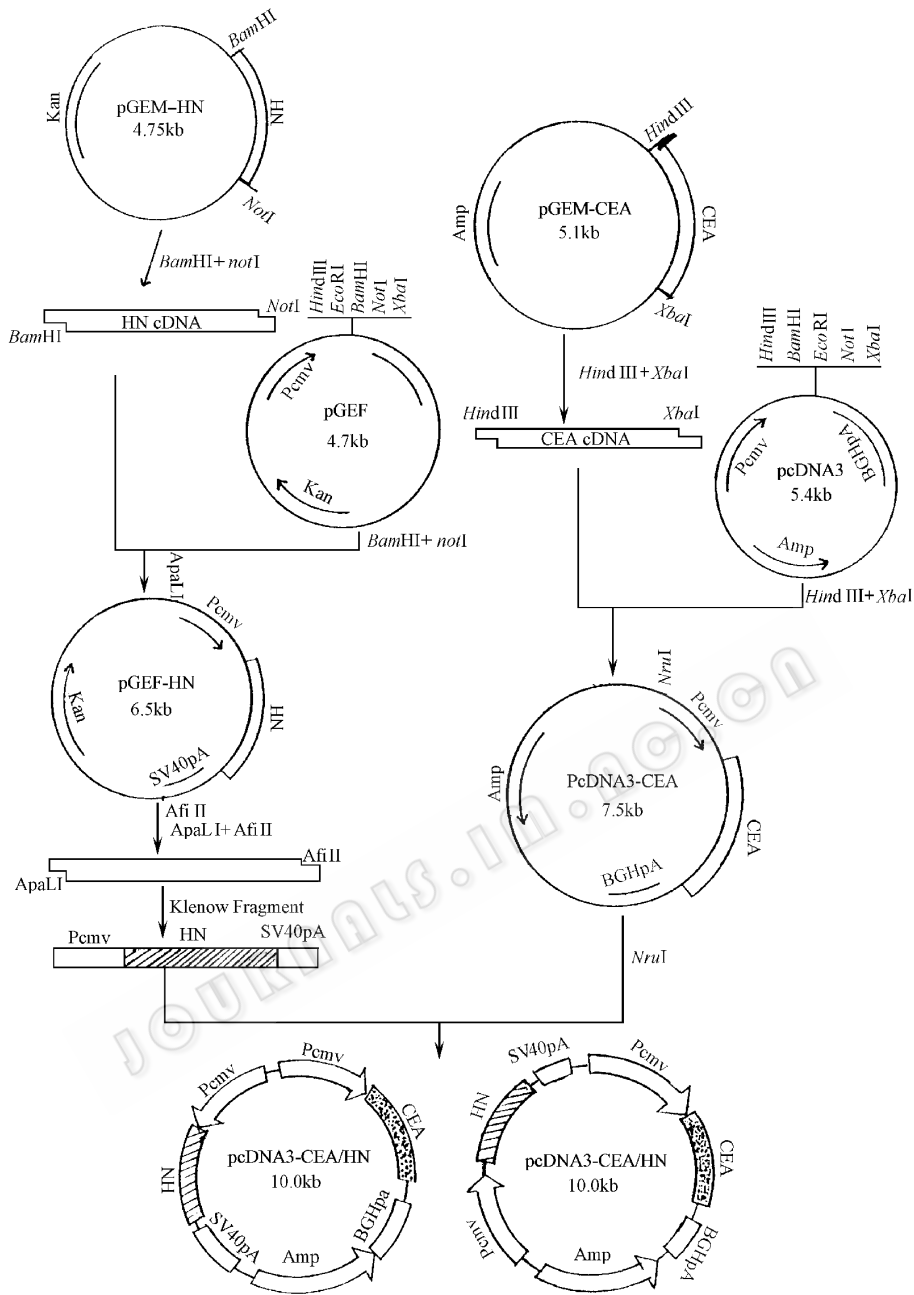 BamHI
Kan
pGEM-HN
4.75kb
HN
NotI
BamHI+notI
NotI
HN cDNA
BamHI
HindIII
EcoRI
BamHI
NotI
XbaI
Pcmv
pGEF
4.7kb
Kan
BamHI+notI
HindIII
Amp
pGEM-CEA
5.1kb
CEA
XbaI
HindIII+XbaI
HindIII
XbaI
CEA cDNA
HindIII
BamHI
EcoRI
NotI
XbaI
Pcmv
BGHpA
pcDNA3
5.4kb
Amp
HindIII+XbaI
ApaLI
Pcmv
pGEF-HN
6.5kb
Kan
HN
SV40pA
AfiII
ApaLI+AfiII
AfiII
ApaLI
Klenow Fragment
Pcmv
HN
SV40pA
NruI
Pcmv
Amp
PcDNA3-CEA
7.5kb
CEA
BGHpA
NruI
Pcmv
Pcmv
CEA
HN
pcDNA3-CEA/HN
10.0kb
SV40pA
Amp
BGHpa
SV40pA
Pcmv
HN
CEA
pcDNA3-CEA/HN
10.0kb
Pcmv
Amp
BGHpA
JOURNALS.IM.AC.CN